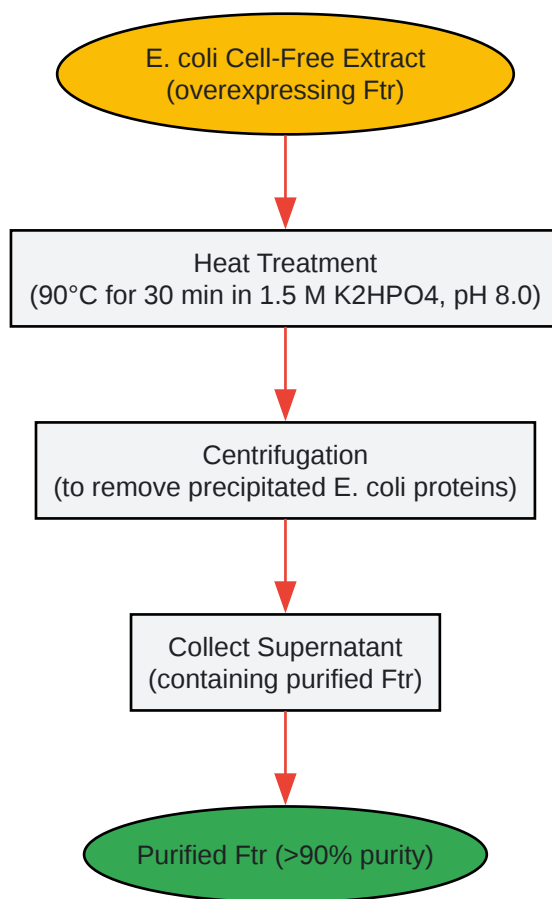 E. coli Cell-Free Extract
(overexpressing Ftr)
Heat Treatment
(90°C for 30 min in 1.5 M K2HPO4, pH 8.0)
Centrifugation
(to remove precipitated E. coli proteins)
Collect Supernatant
(containing purified Ftr)
Purified Ftr (>90% purity)